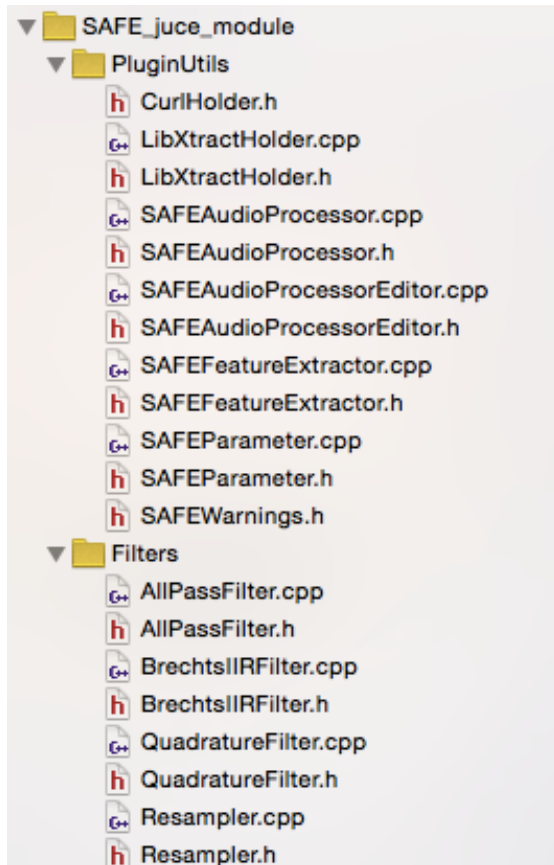 SAFE_juce_module
PluginUtils
h CurlHolder.h
C++ LibXtractHolder.cpp
h LibXtractHolder.h
C++ SAFEAudioProcessor.cpp
h SAFEAudioProcessor.h
C++ SAFEAudioProcessorEditor.cpp
h SAFEAudioProcessorEditor.h
C++ SAFEFeatureExtractor.cpp
h SAFEFeatureExtractor.h
C++ SAFEParameter.cpp
h SAFEParameter.h
h SAFEWarnings.h
Filters
C++ AllPassFilter.cpp
h AllPassFilter.h
C++ BrechtsIIRFilter.cpp
h BrechtsIIRFilter.h
C++ QuadratureFilter.cpp
h QuadratureFilter.h
C++ Resampler.cpp
h Resampler.h